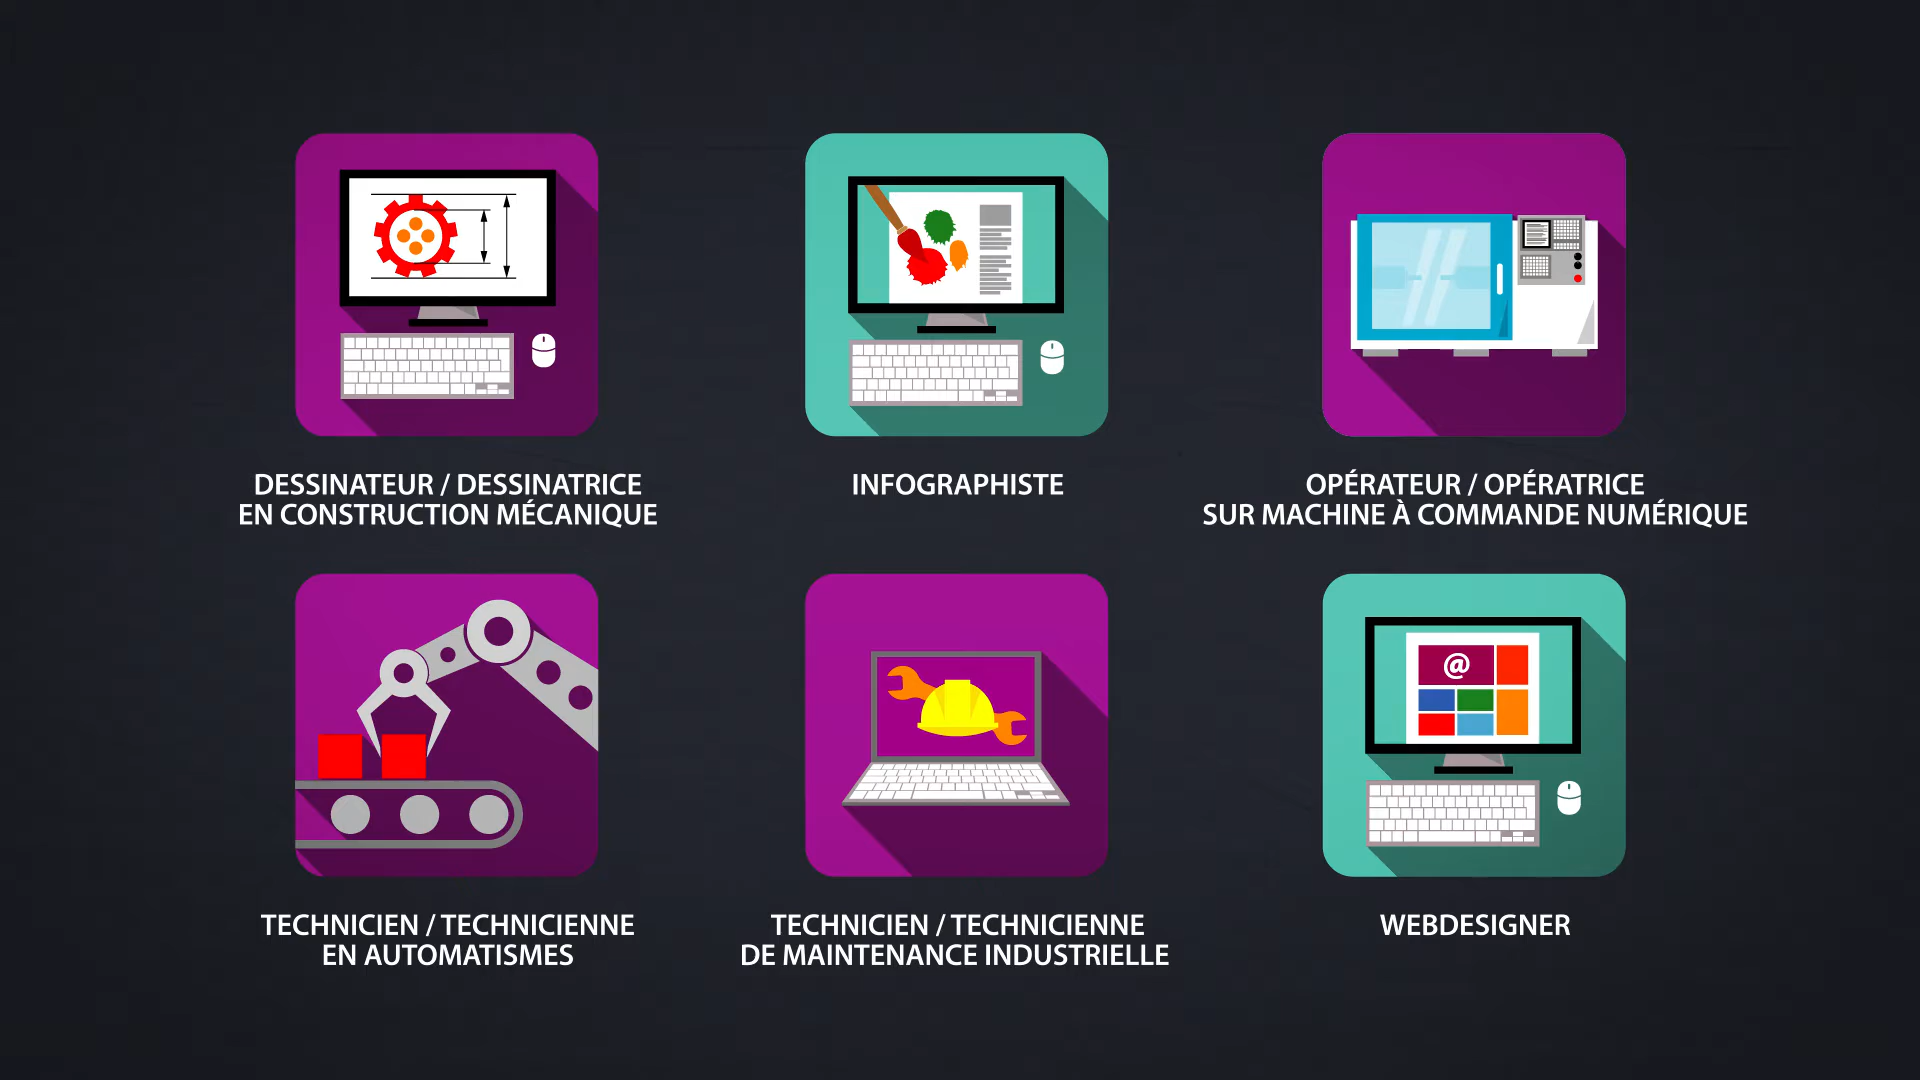 DESSINATEUR / DESSINATRICE
EN CONSTRUCTION MÉCANIQUE
INFOGRAPHISTE
OPÉRATEUR / OPÉRATRICE
SUR MACHINE À COMMANDE NUMÉRIQUE
@
TECHNICIEN / TECHNICIENNE
EN AUTOMATISMES
TECHNICIEN / TECHNICIENNE
DE MAINTENANCE INDUSTRIELLE
WEBDESIGNER